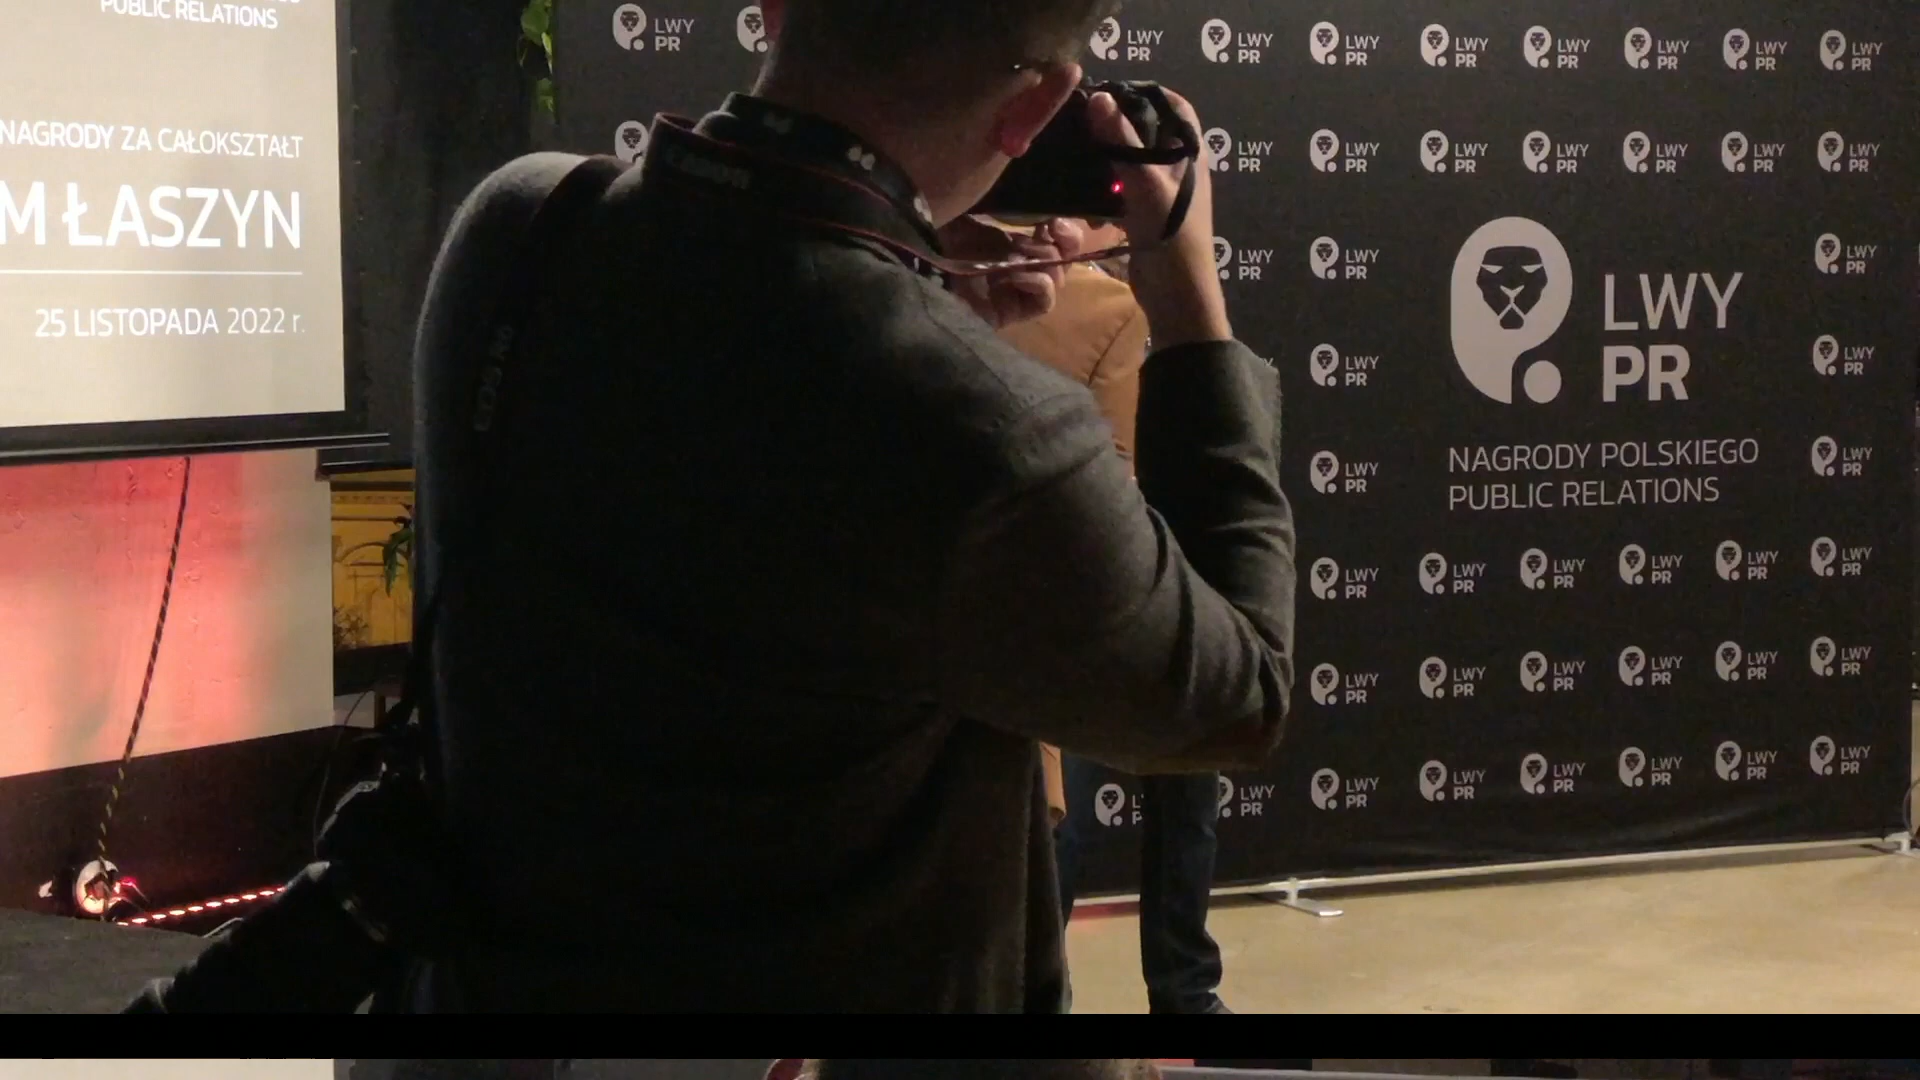 PUBLIC RELATIONS
NAGRODY ZA CAŁOKSZTAŁT
M ŁASZYN
25 LISTOPADA 2022 r.
LWY
PR
NAGRODY POLSKIEGO
PUBLIC RELATIONS